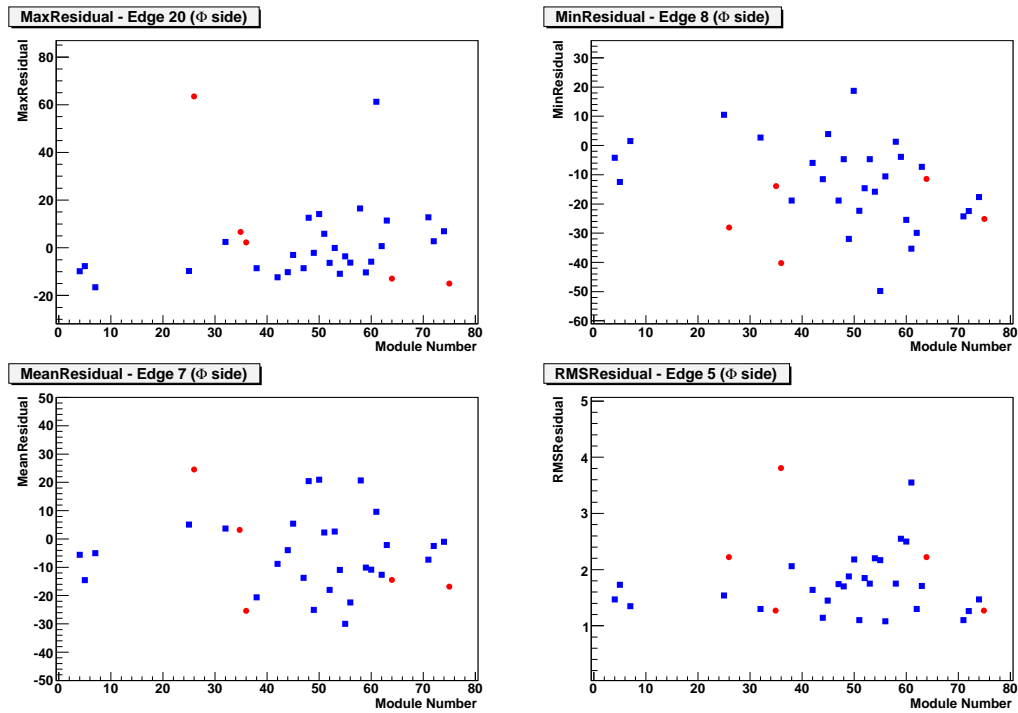 MaxResidual - Edge 20 (Φ side)
MaxResidual
80
60
40
20
0
-20
0 10 20 30 40 50 60 70 80
Module Number
MinResidual - Edge 8 (Φ side)
MinResidual
30
20
10
0
-10
-20
-30
-40
-50
-60
0 10 20 30 40 50 60 70 80
Module Number
MeanResidual - Edge 7 (Φ side)
MeanResidual
50
40
30
20
10
0
-10
-20
-30
-40
-50
0 10 20 30 40 50 60 70 80
Module Number
RMSResidual - Edge 5 (Φ side)
RMSResidual
5
4
3
2
1
0 10 20 30 40 50 60 70 80
Module Number